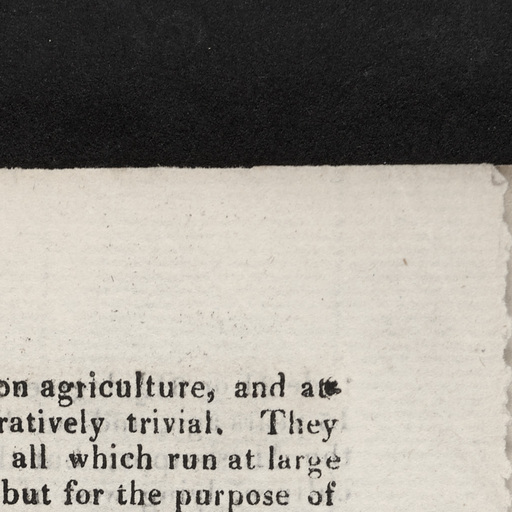 on agriculture, and at
ratively trivial. They
all which run at large
but for the purpose of